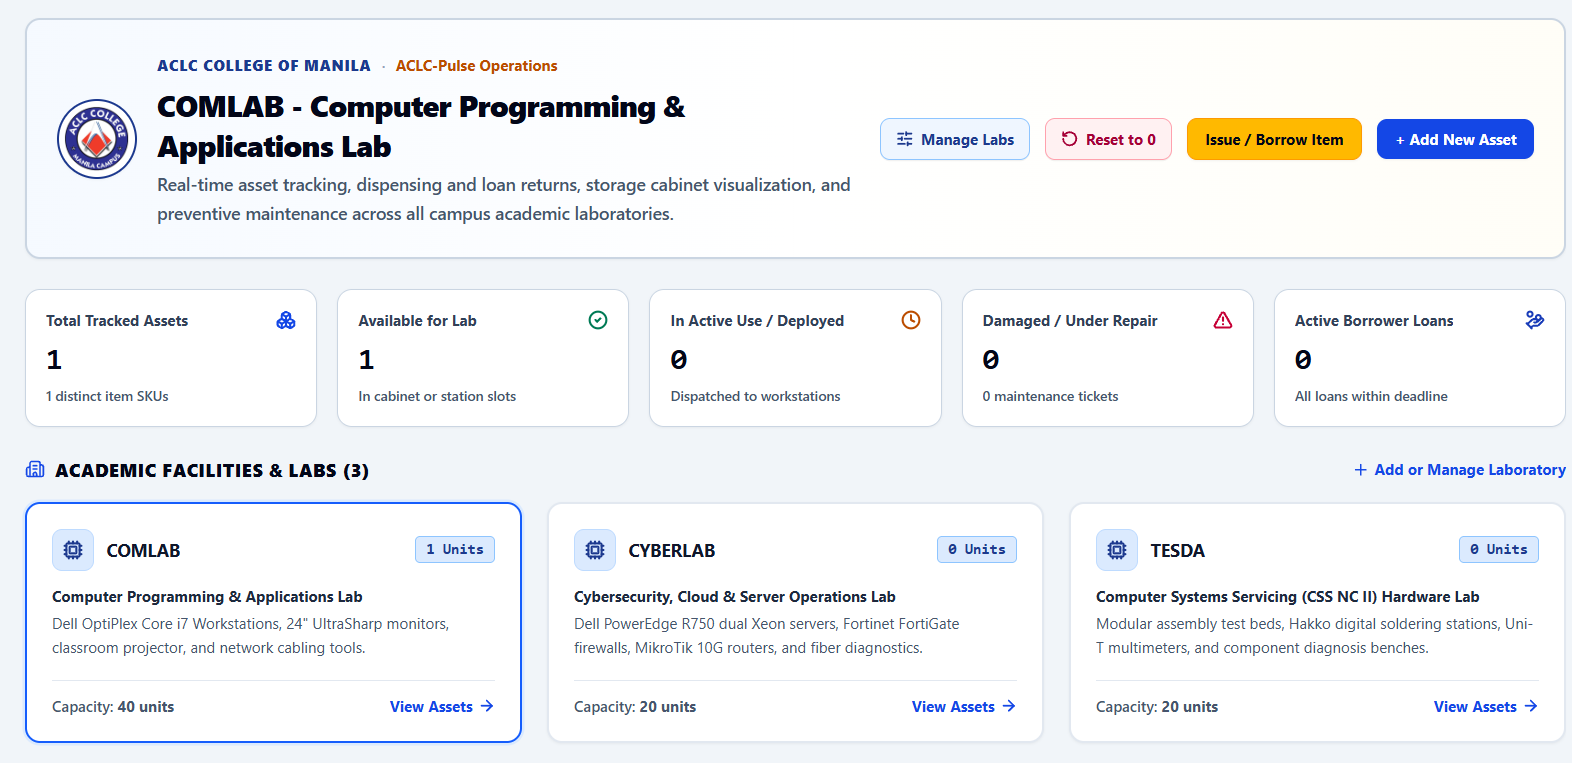 ACLC COLLEGE OF MANILA · ACLC-Pulse Operations
ACLC COLLEGE
MANILA CAMPUS
COMLAB - Computer Programming &
Applications Lab
Real-time asset tracking, dispensing and loan returns, storage cabinet visualization, and
preventive maintenance across all campus academic laboratories.
Manage Labs
Reset to 0
Issue / Borrow Item
+ Add New Asset
Total Tracked Assets
1
1 distinct item SKUs
Available for Lab
1
In cabinet or station slots
In Active Use / Deployed
0
Dispatched to workstations
Damaged / Under Repair
0
0 maintenance tickets
Active Borrower Loans
0
All loans within deadline
ACADEMIC FACILITIES & LABS (3)
+ Add or Manage Laboratory
COMLAB
1 Units
Computer Programming & Applications Lab
Dell OptiPlex Core i7 Workstations, 24" UltraSharp monitors,
classroom projector, and network cabling tools.
Capacity: 40 units
View Assets →
CYBERLAB
0 Units
Cybersecurity, Cloud & Server Operations Lab
Dell PowerEdge R750 dual Xeon servers, Fortinet FortiGate
firewalls, MikroTik 10G routers, and fiber diagnostics.
Capacity: 20 units
View Assets →
TESDA
0 Units
Computer Systems Servicing (CSS NC II) Hardware Lab
Modular assembly test beds, Hakko digital soldering stations, Uni-
T multimeters, and component diagnosis benches.
Capacity: 20 units
View Assets →